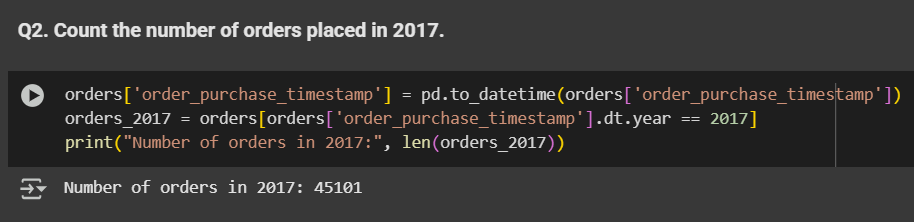 Q2. Count the number of orders placed in 2017.
orders['order_purchase_timestamp'] = pd.to_datetime(orders['order_purchase_timestamp'])
orders_2017 = orders[orders['order_purchase_timestamp'].dt.year == 2017]
print("Number of orders in 2017:", len(orders_2017))
Number of orders in 2017: 45101